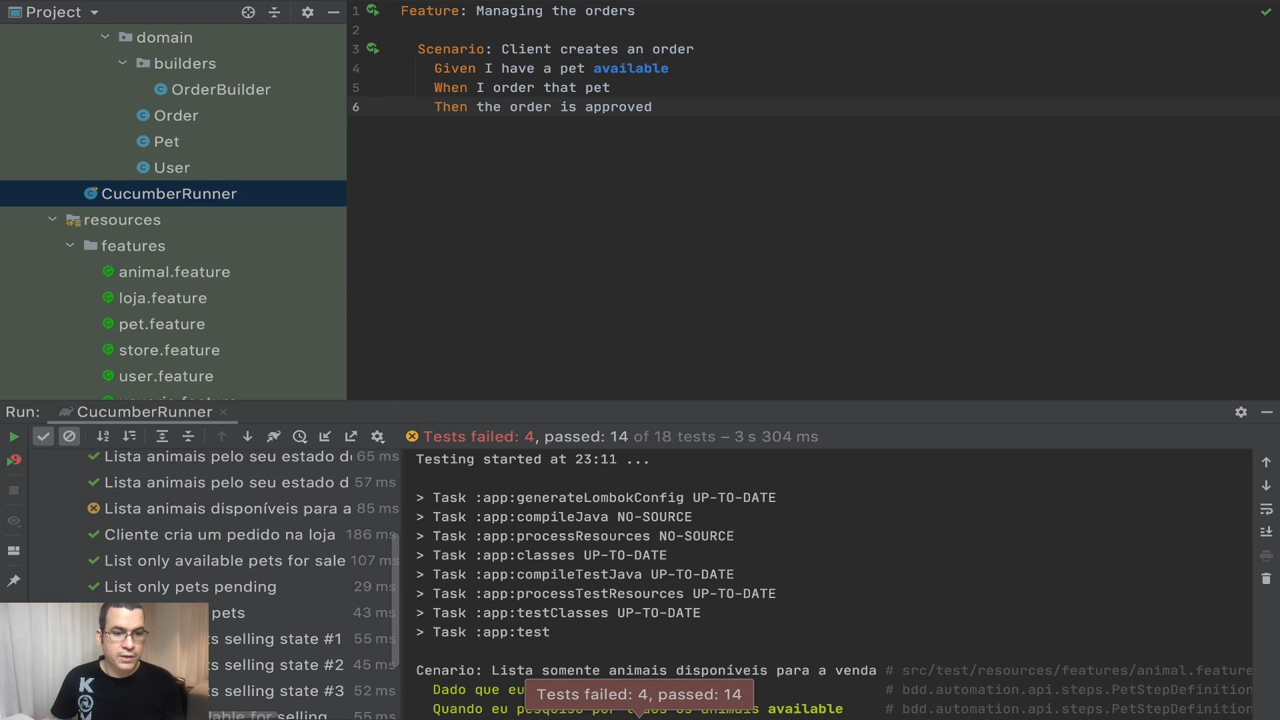 Project
domain
builders
OrderBuilder
Order
Pet
User
CucumberRunner
resources
features
animal.feature
loja.feature
pet.feature
store.feature
user.feature
1 Feature: Managing the orders
2
3 Scenario: Client creates an order
4 Given I have a pet available
5 When I order that pet
6 Then the order is approved
Run: CucumberRunner
Tests failed: 4, passed: 14 of 18 tests – 3 s 304 ms
Lista animais pelo seu estado de 65 ms
Lista animais pelo seu estado d 57 ms
Lista animais disponíveis para a 85 ms
Cliente cria um pedido na loja 186 ms
List only available pets for sale 107 ms
List only pets pending 29 ms
pets 43 ms
selling state #1 55 ms
selling state #2 45 ms
selling state #3 52 ms
selling 55 ms
Testing started at 23:11 ...
> Task :app:generateLombokConfig UP-TO-DATE
> Task :app:compileJava NO-SOURCE
> Task :app:processResources NO-SOURCE
> Task :app:classes UP-TO-DATE
> Task :app:compileTestJava UP-TO-DATE
> Task :app:processTestResources UP-TO-DATE
> Task :app:testClasses UP-TO-DATE
> Task :app:test
Cenario: Lista somente animais disponíveis para a venda # src/test/resources/features/animal.feature
Dado que eu # bdd.automation.api.steps.PetStepDefinition
Quando eu pesquiso por todos os animais available # bdd.automation.api.steps.PetStepDefinition
Tests failed: 4, passed: 14